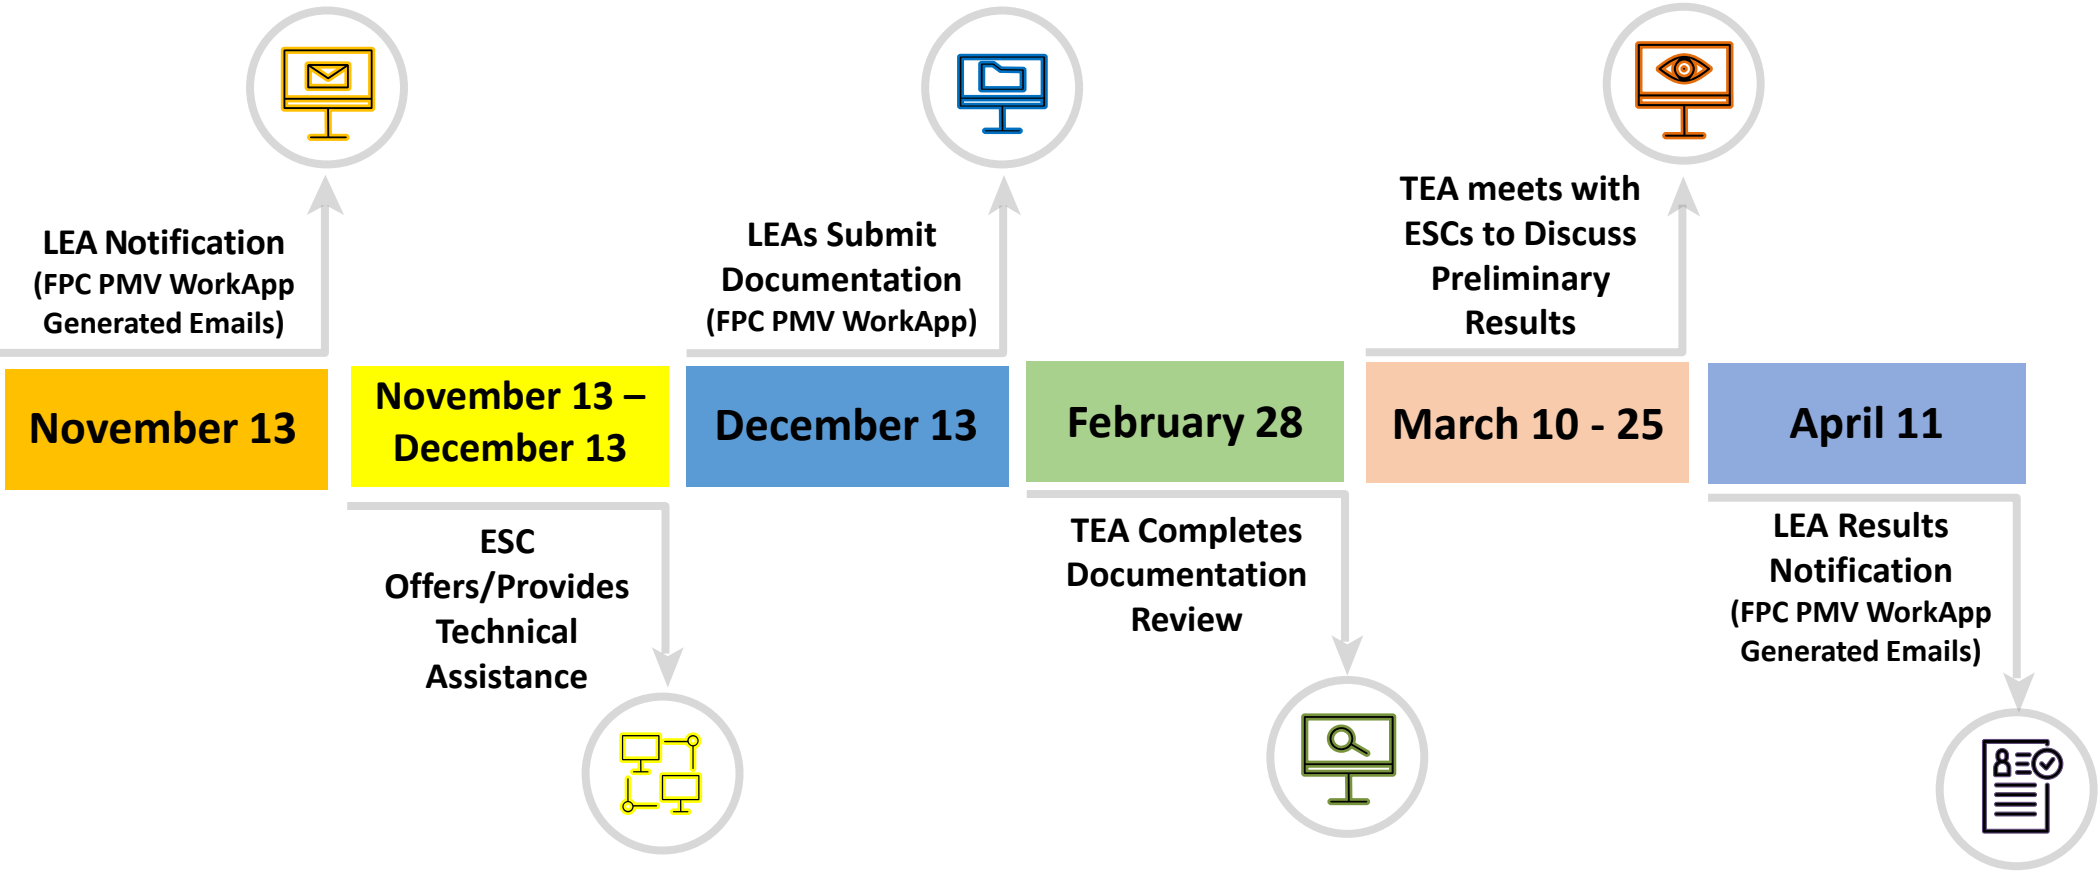 LEA Notification
(FPC PMV WorkApp
Generated Emails)
November 13
November 13 –
December 13
ESC
Offers/Provides
Technical
Assistance
LEAs Submit
Documentation
(FPC PMV WorkApp)
December 13
February 28
TEA Completes
Documentation
Review
TEA meets with
ESCs to Discuss
Preliminary
Results
March 10 - 25
April 11
LEA Results
Notification
(FPC PMV WorkApp
Generated Emails)